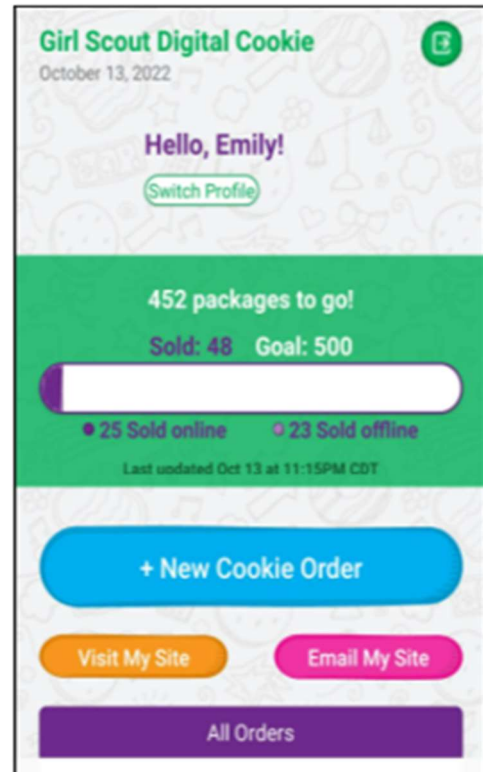 Girl Scout Digital Cookie
October 13, 2022
Hello, Emily!
Switch Profile
452 packages to go!
Sold: 48 Goal: 500
25 Sold online 23 Sold offline
Last updated Oct 13 at 11:15PM CDT
+ New Cookie Order
Visit My Site Email My Site
All Orders